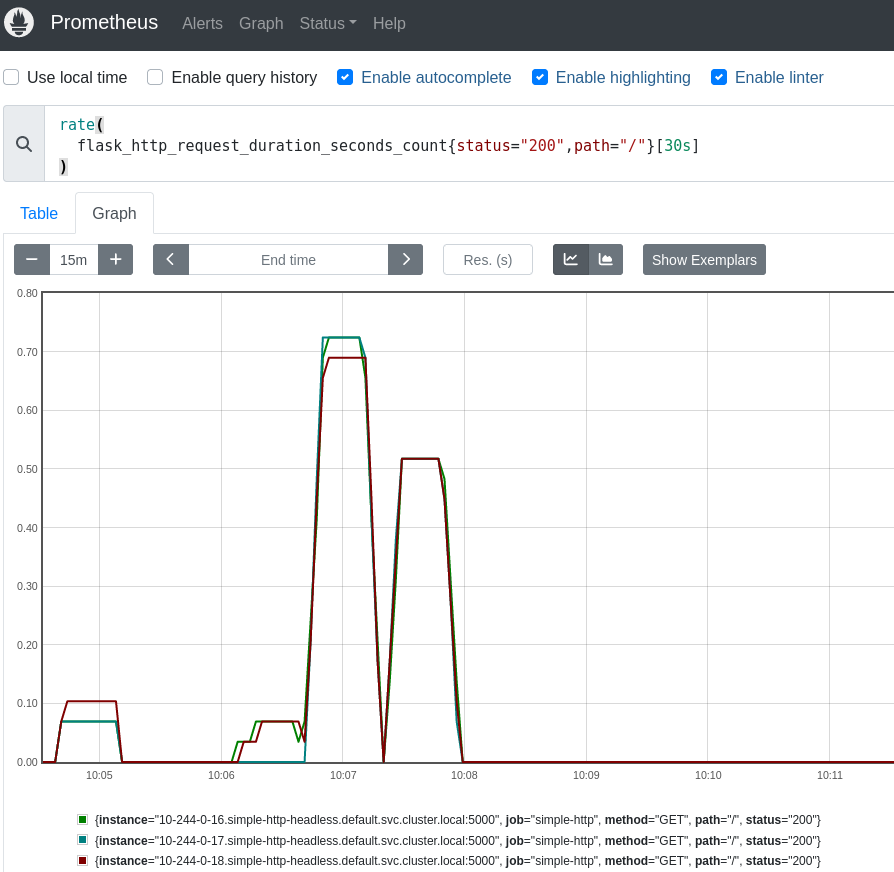 Prometheus Alerts Graph Status Help
Use local time Enable query history Enable autocomplete Enable highlighting Enable linter
rate(
flask_http_request_duration_seconds_count{status="200",path="/"}[30s]
)
Table Graph
15m End time Res. (s) Show Exemplars
0.80
0.70
0.60
0.50
0.40
0.30
0.20
0.10
0.00
10:05 10:06 10:07 10:08 10:09 10:10 10:11
{instance="10-244-0-16.simple-http-headless.default.svc.cluster.local:5000", job="simple-http", method="GET", path="/", status="200"}
{instance="10-244-0-17.simple-http-headless.default.svc.cluster.local:5000", job="simple-http", method="GET", path="/", status="200"}
{instance="10-244-0-18.simple-http-headless.default.svc.cluster.local:5000", job="simple-http", method="GET", path="/", status="200"}